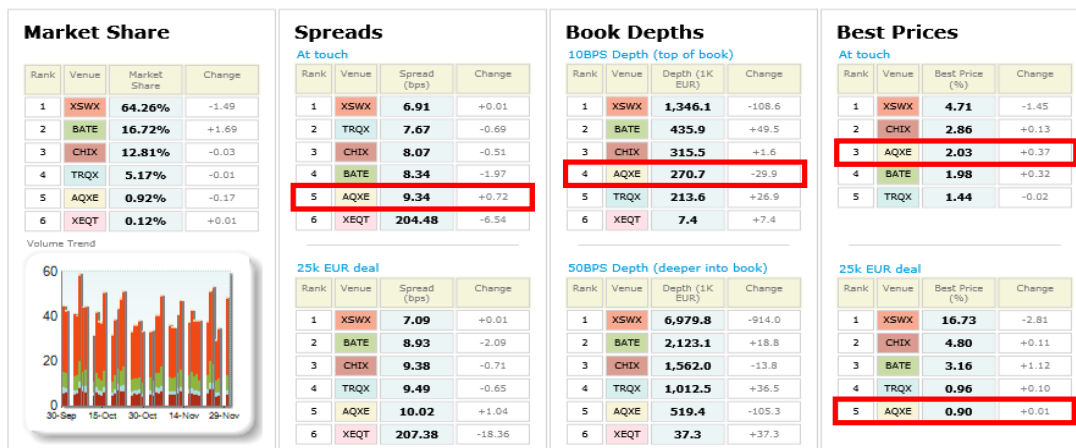 Market Share
Rank Venue Market Share Change
1 XSWX 64.26% -1.49
2 BATE 16.72% +1.69
3 CHIX 12.81% -0.03
4 TRQX 5.17% -0.01
5 AQXE 0.92% -0.17
6 XEQT 0.12% +0.01
Volume Trend
60
40
20
0
30-Sep 15-Oct 30-Oct 14-Nov 29-Nov
Spreads
At touch
Rank Venue Spread (bps) Change
1 XSWX 6.91 +0.01
2 TRQX 7.67 -0.69
3 CHIX 8.07 -0.51
4 BATE 8.34 -1.97
5 AQXE 9.34 +0.72
6 XEQT 204.48 -6.54
25k EUR deal
Rank Venue Spread (bps) Change
1 XSWX 7.09 +0.01
2 BATE 8.93 -2.09
3 CHIX 9.38 -0.71
4 TRQX 9.49 -0.65
5 AQXE 10.02 +1.04
6 XEQT 207.38 -18.36
Book Depths
10BPS Depth (top of book)
Rank Venue Depth (1K EUR) Change
1 XSWX 1,346.1 -108.6
2 BATE 435.9 +49.5
3 CHIX 315.5 +1.6
4 AQXE 270.7 -29.9
5 TRQX 213.6 +26.9
6 XEQT 7.4 +7.4
50BPS Depth (deeper into book)
Rank Venue Depth (1K EUR) Change
1 XSWX 6,979.8 -914.0
2 BATE 2,123.1 +18.8
3 CHIX 1,562.0 -13.8
4 TRQX 1,012.5 +36.5
5 AQXE 519.4 -105.3
6 XEQT 37.3 +37.3
Best Prices
At touch
Rank Venue Best Price (%) Change
1 XSWX 4.71 -1.45
2 CHIX 2.86 +0.13
3 AQXE 2.03 +0.37
4 BATE 1.98 +0.32
5 TRQX 1.44 -0.02
25k EUR deal
Rank Venue Best Price (%) Change
1 XSWX 16.73 -2.81
2 CHIX 4.80 +0.11
3 BATE 3.16 +1.12
4 TRQX 0.96 +0.10
5 AQXE 0.90 +0.01